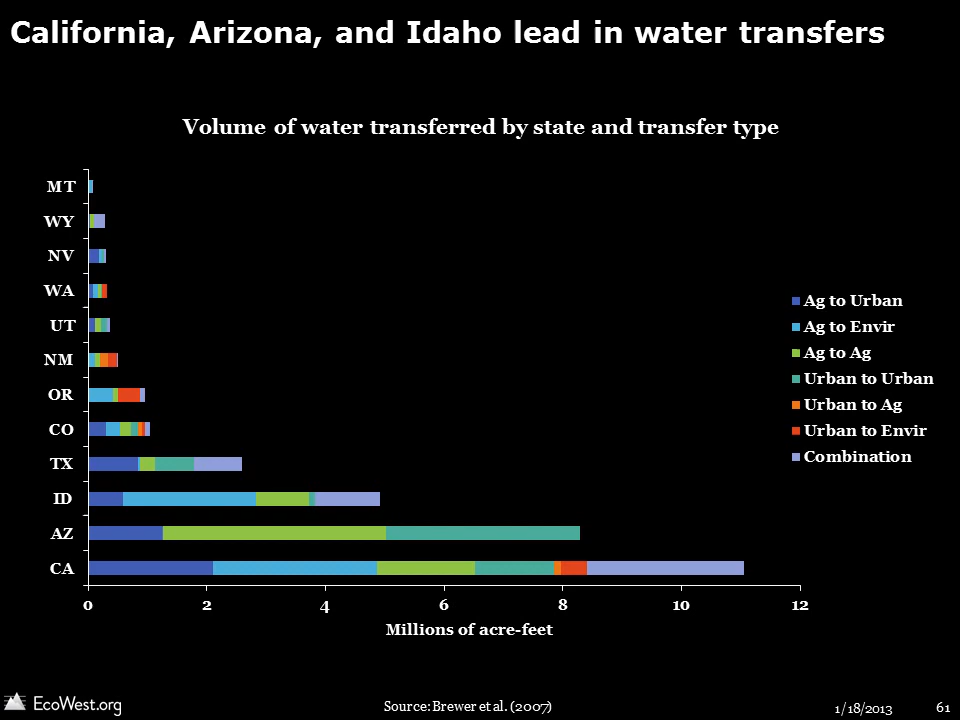 California, Arizona, and Idaho lead in water transfers
Volume of water transferred by state and transfer type
MT
WY
NV
WA
UT
NM
OR
CO
TX
ID
AZ
CA
0 2 4 6 8 10 12
Millions of acre-feet
Ag to Urban
Ag to Envir
Ag to Ag
Urban to Urban
Urban to Ag
Urban to Envir
Combination
EcoWest.org
Source: Brewer et al. (2007)
1/18/2013
61